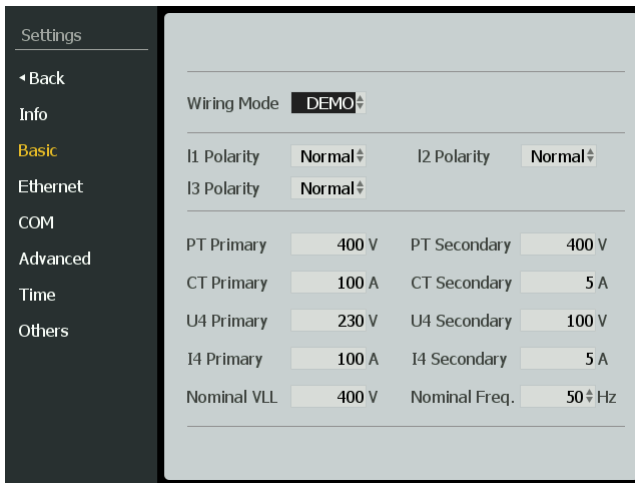 Settings
Back
Info
Basic
Ethernet
COM
Advanced
Time
Others
Wiring Mode DEMO
I1 Polarity Normal I2 Polarity Normal
I3 Polarity Normal
PT Primary 400 V PT Secondary 400 V
CT Primary 100 A CT Secondary 5 A
U4 Primary 230 V U4 Secondary 100 V
I4 Primary 100 A I4 Secondary 5 A
Nominal VLL 400 V Nominal Freq. 50 Hz